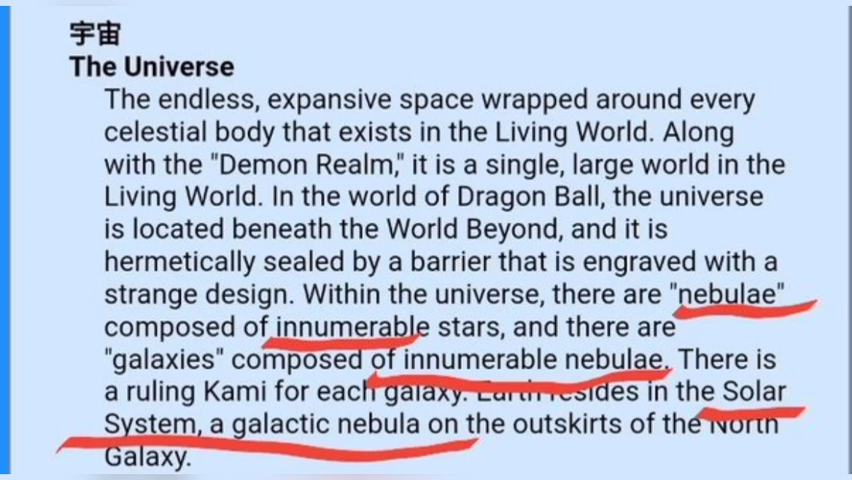 宇宙
The Universe
The endless, expansive space wrapped around every
celestial body that exists in the Living World. Along
with the "Demon Realm," it is a single, large world in the
Living World. In the world of Dragon Ball, the universe
is located beneath the World Beyond, and it is
hermetically sealed by a barrier that is engraved with a
strange design. Within the universe, there are "nebulae"
composed of innumerable stars, and there are
"galaxies" composed of innumerable nebulae. There is
a ruling Kami for each galaxy. Earth resides in the Solar
System, a galactic nebula on the outskirts of the North
Galaxy.